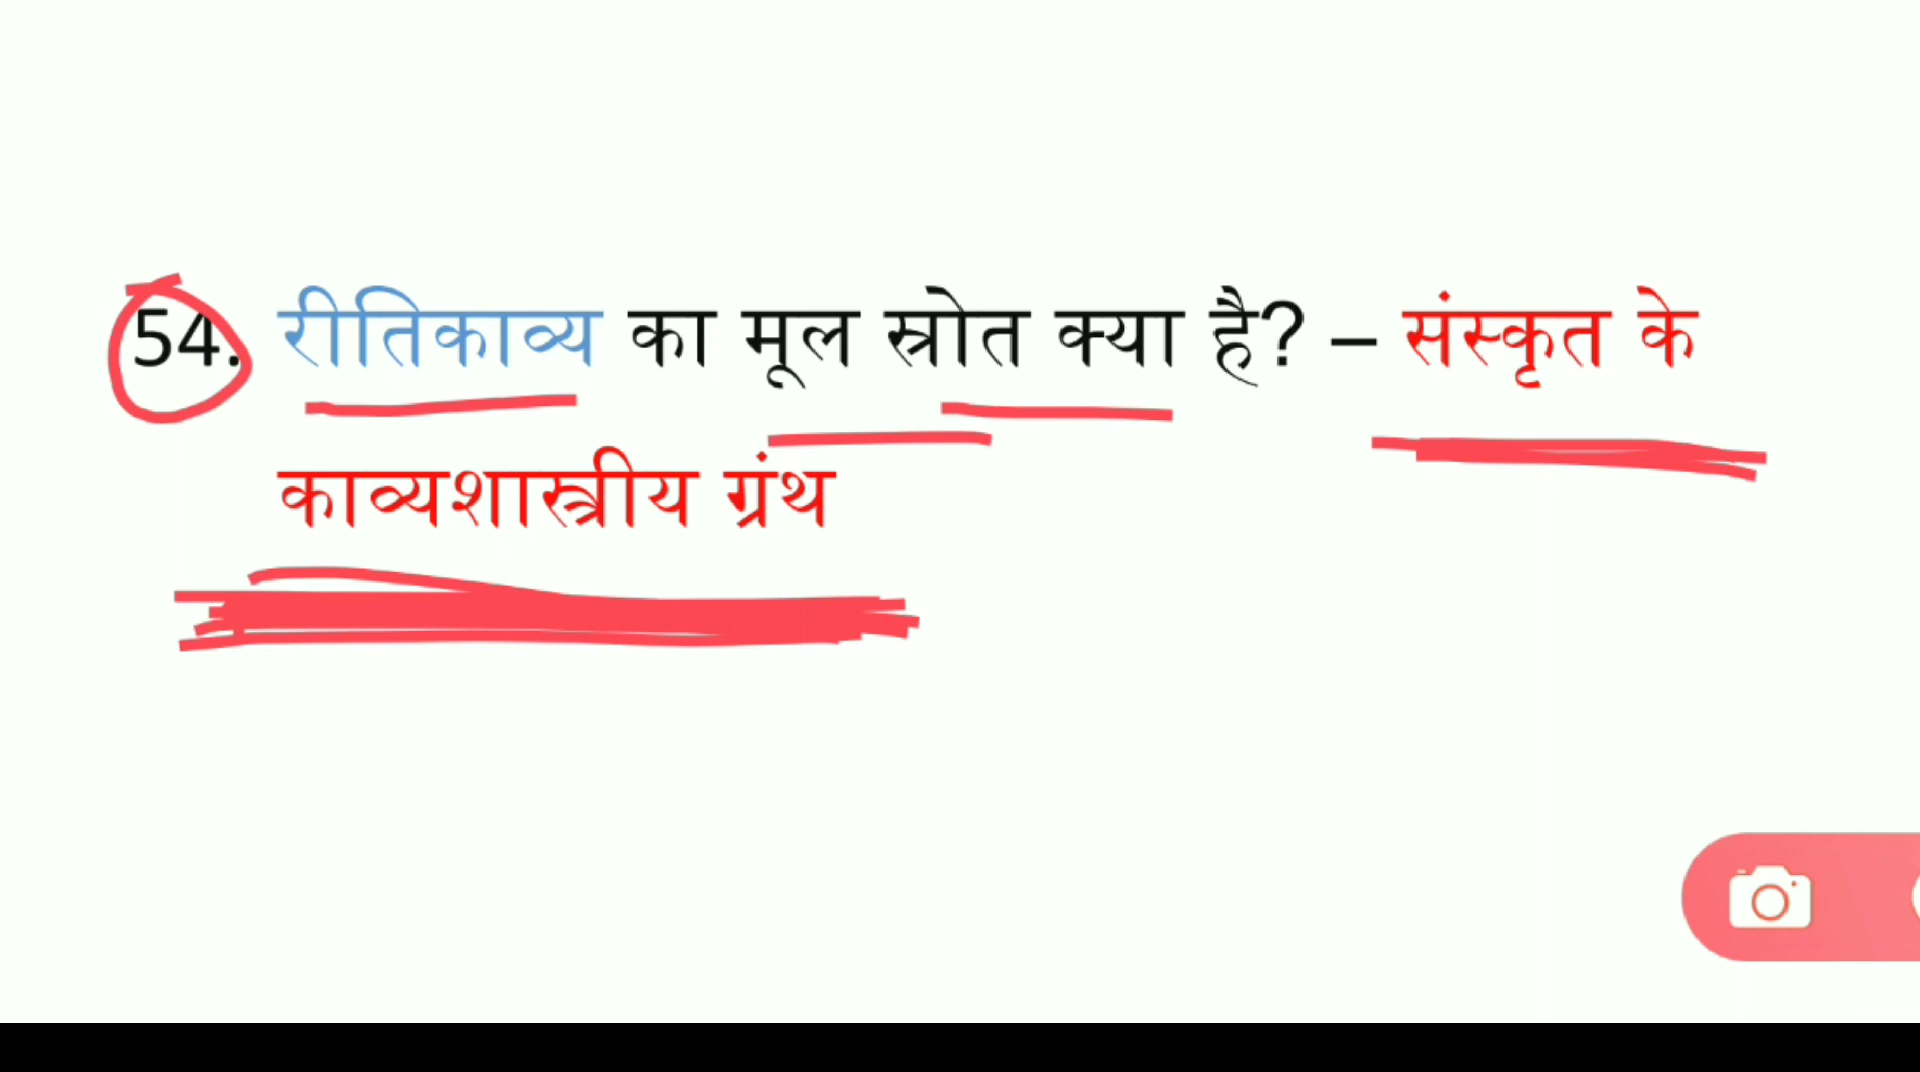 54. रीतिकाव्य का मूल स्रोत क्या है? – संस्कृत के
काव्यशास्त्रीय ग्रंथ